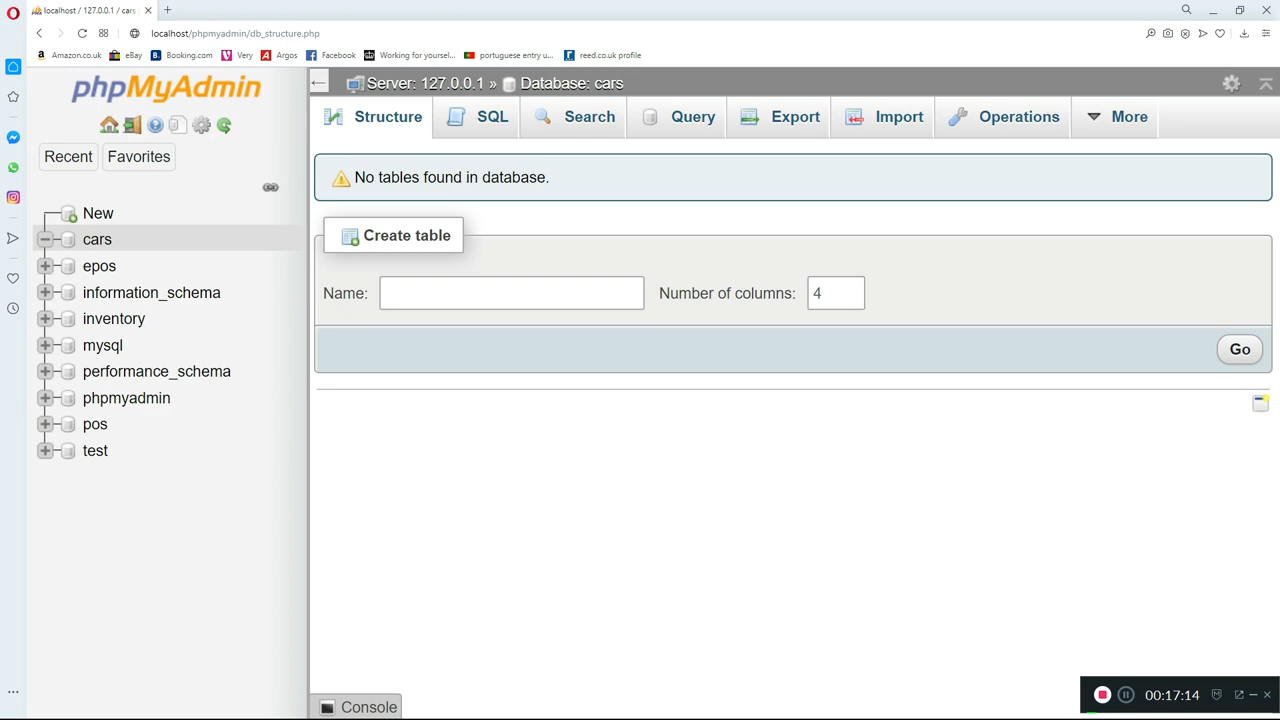 localhost / 127.0.0.1 / cars
localhost/phpmyadmin/db_structure.php
Amazon.co.uk eBay Booking.com Very Argos Facebook Working for yoursel... portuguese entry u... reed.co.uk profile
phpMyAdmin
Recent Favorites
New
cars
epos
information_schema
inventory
mysql
performance_schema
phpmyadmin
pos
test
Server: 127.0.0.1 » Database: cars
Structure SQL Search Query Export Import Operations More
No tables found in database.
Create table
Name: Number of columns: 4
Go
Console
00:17:14